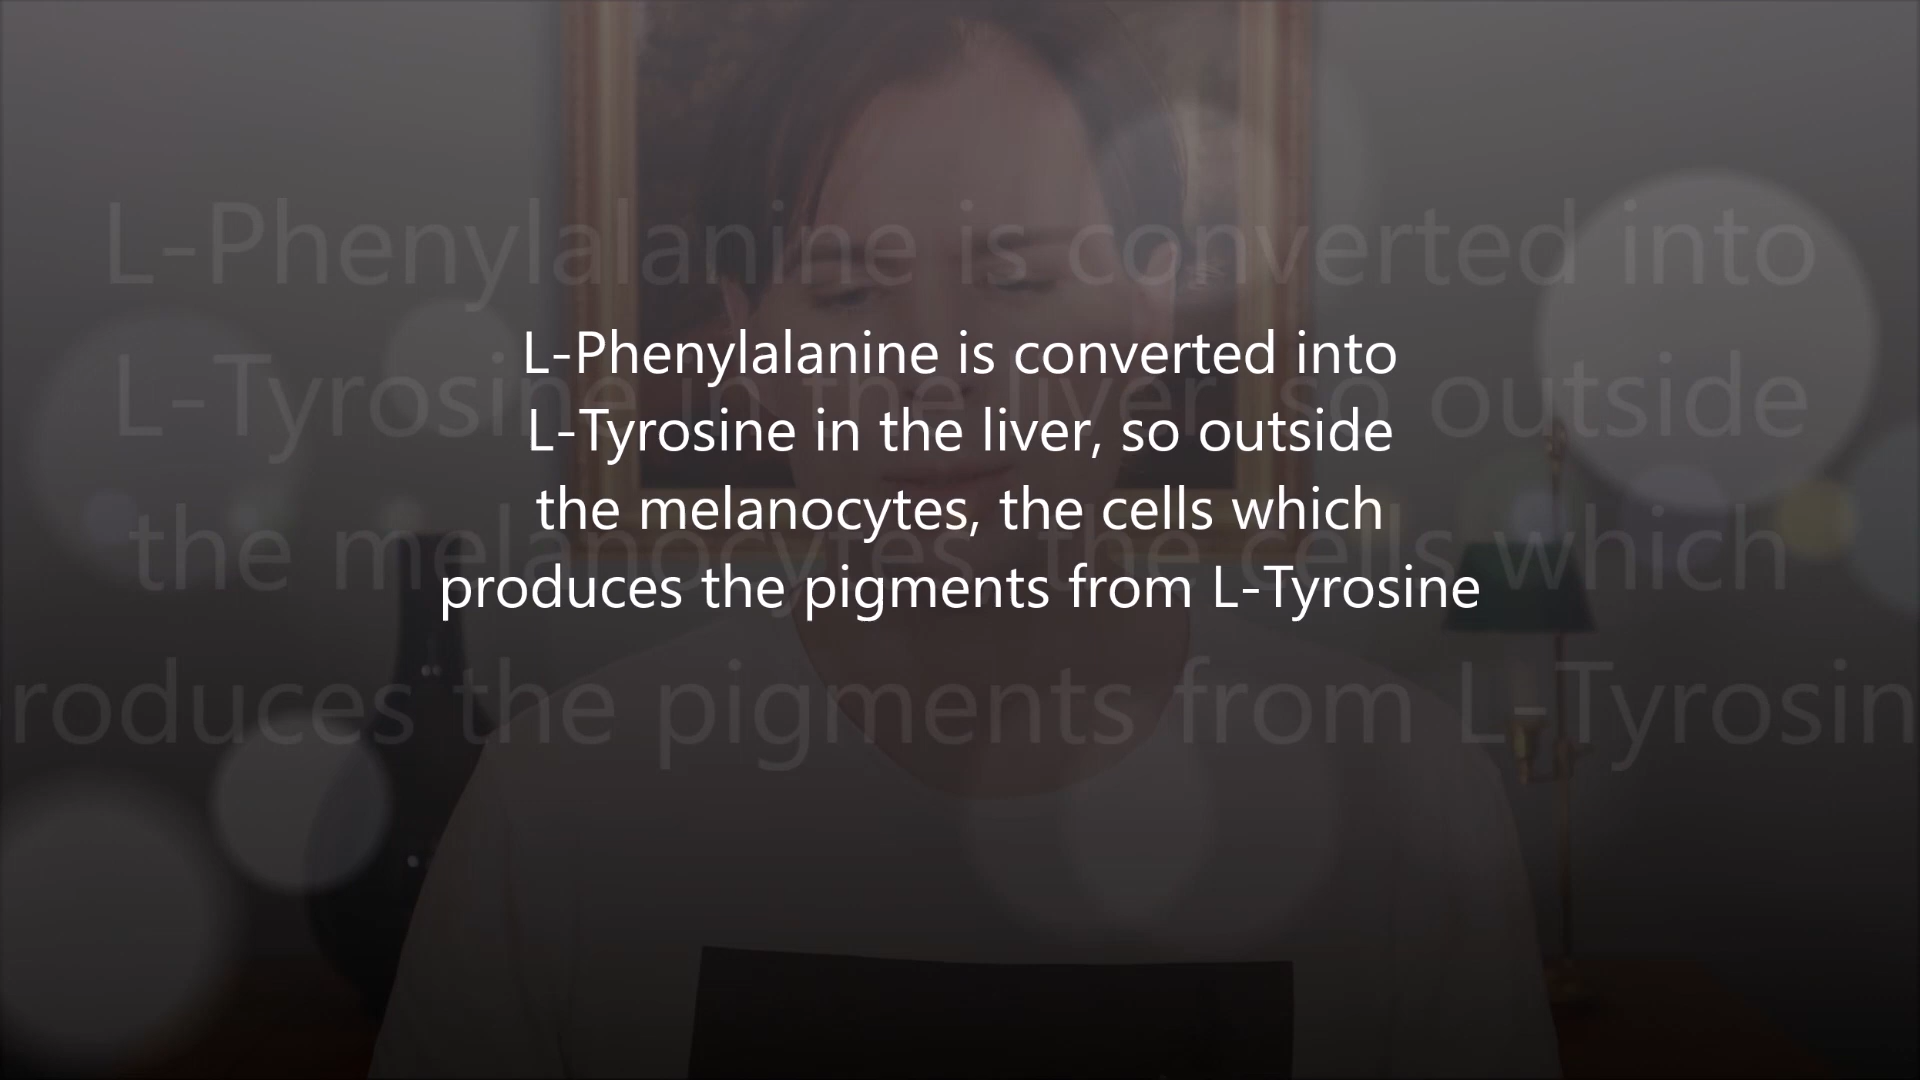 L-Phenylalanine is converted into
L-Tyrosine in the liver, so outside
the melanocytes, the cells which
produces the pigments from L-Tyrosine